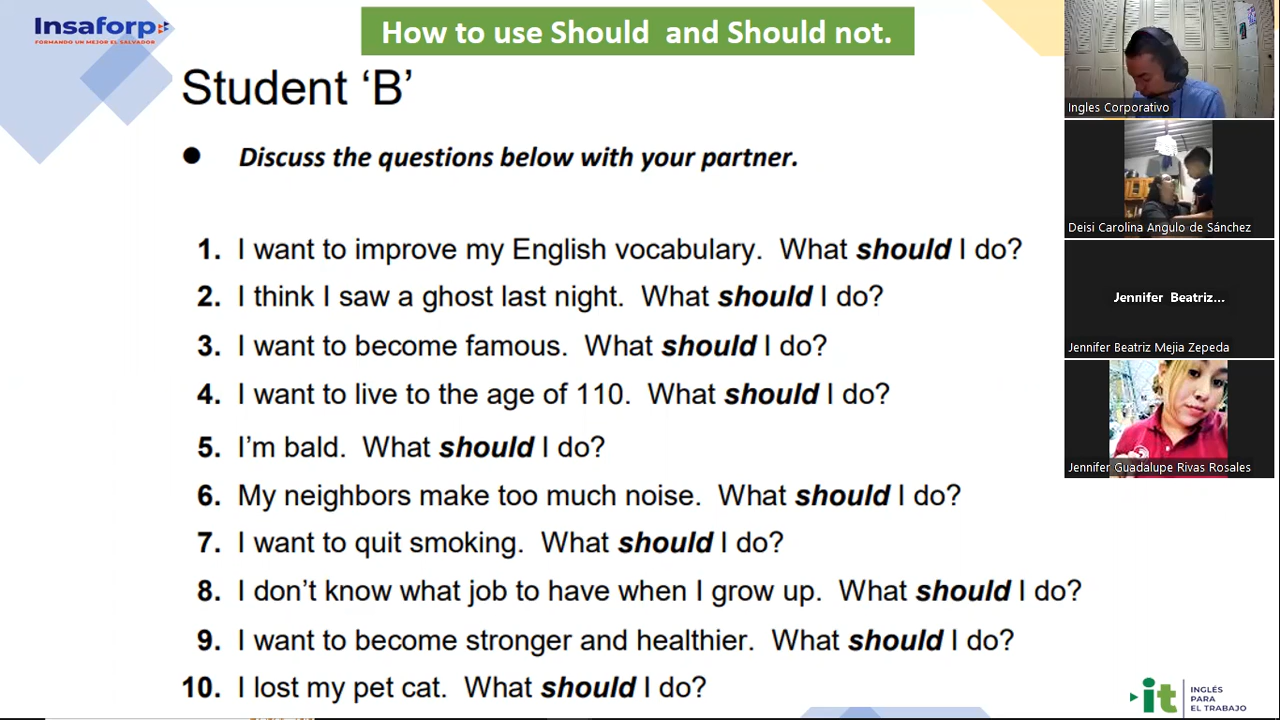 Insaforp
FORMANDO UN MEJOR EL SALVADOR
How to use Should and Should not.
Student ‘B’
● Discuss the questions below with your partner.
1. I want to improve my English vocabulary. What should I do?
2. I think I saw a ghost last night. What should I do?
3. I want to become famous. What should I do?
4. I want to live to the age of 110. What should I do?
5. I’m bald. What should I do?
6. My neighbors make too much noise. What should I do?
7. I want to quit smoking. What should I do?
8. I don’t know what job to have when I grow up. What should I do?
9. I want to become stronger and healthier. What should I do?
10. I lost my pet cat. What should I do?
Ingles Corporativo
Deisi Carolina Angulo de Sánchez
Jennifer Beatriz...
Jennifer Beatriz Mejia Zepeda
Jennifer Guadalupe Rivas Rosales
it
INGLÉS
PARA
EL TRABAJO